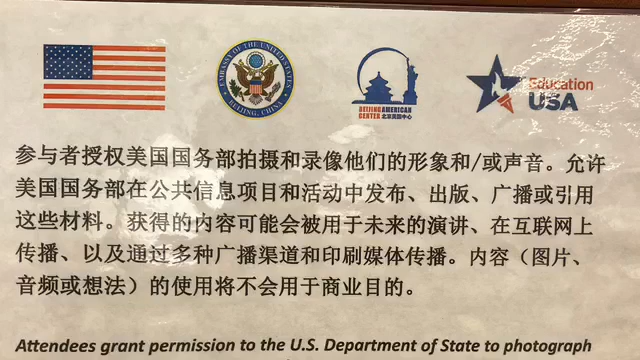 EMBASSY OF THE UNITED STATES
BEIJING, CHINA
BEIJING AMERICAN
CENTER 北京美国中心
Education
USA
参与者授权美国国务部拍摄和录像他们的形象和/或声音。允许
美国国务部在公共信息项目和活动中发布、出版、广播或引用
这些材料。获得的内容可能会被用于未来的演讲、在互联网上
传播、以及通过多种广播渠道和印刷媒体传播。内容（图片、
音频或想法）的使用将不会用于商业目的。
Attendees grant permission to the U.S. Department of State to photograph